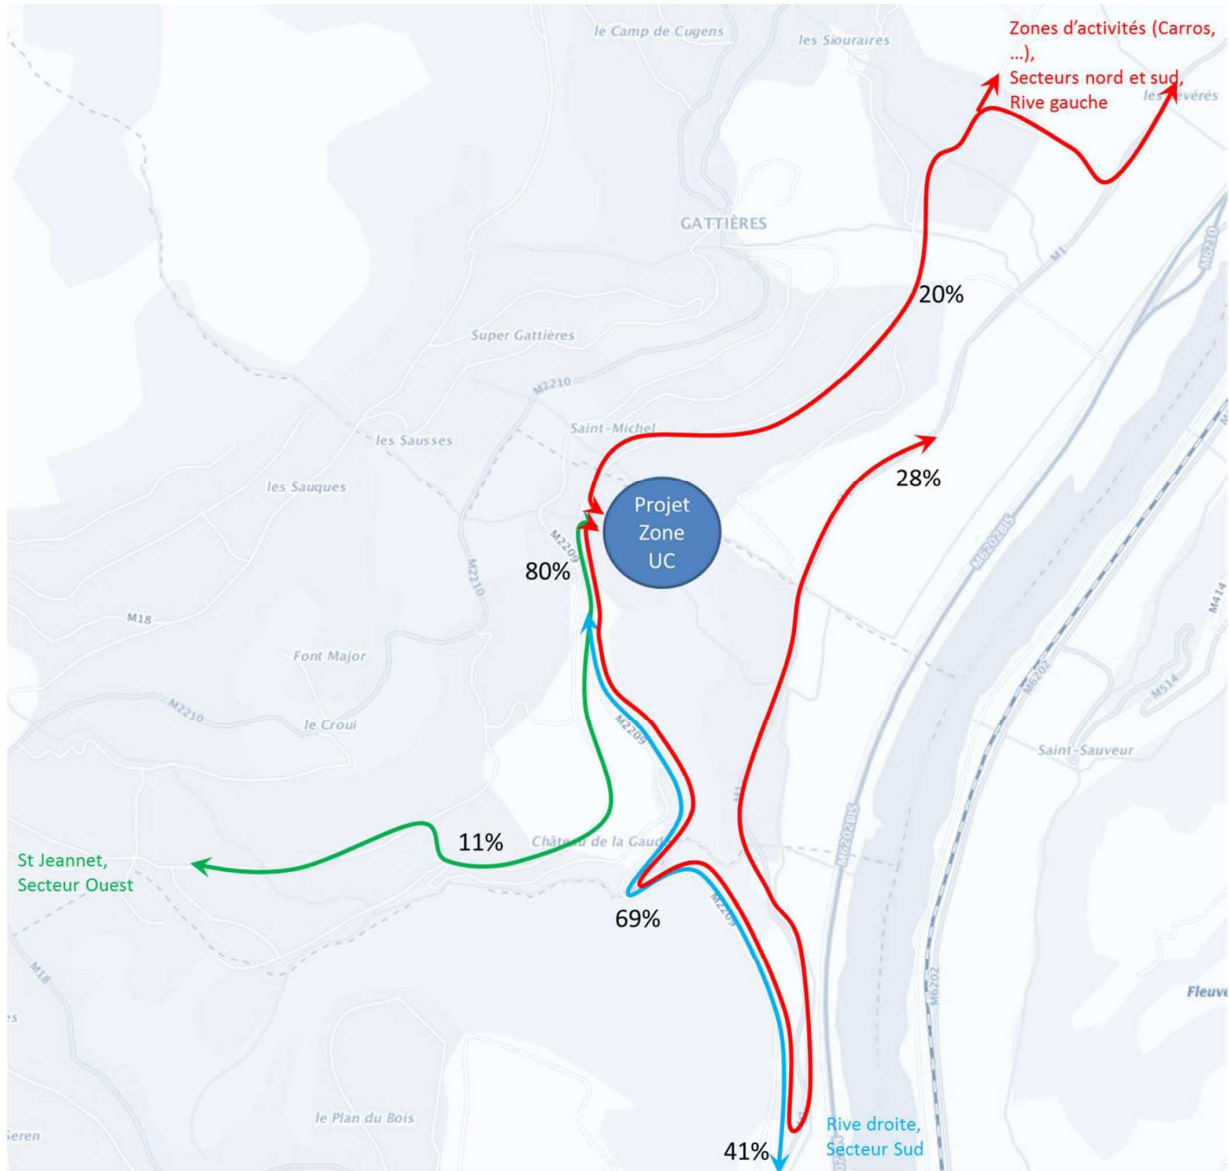 le Camp de Cugens
les Siouraires
Zones d'activités (Carros,
...),
Secteurs nord et sud,
Rive gauche
GATTIÈRES
M1
M6210
20%
Super Gattières
M2210
Saint-Michel
les Sausses
les Sauques
28%
Projet
Zone
UC
M2209
80%
M6202BIS
M2210
M18
M414
Font Major
M6202
M514
M2210
le Croui
M2209
Saint-Sauveur
M1
M6202BIS
11%
Château de la Gaude
St Jeannet,
Secteur Ouest
69%
M2209
M18
M6202
Fleuve
le Plan du Bois
Rive droite,
Secteur Sud
41%